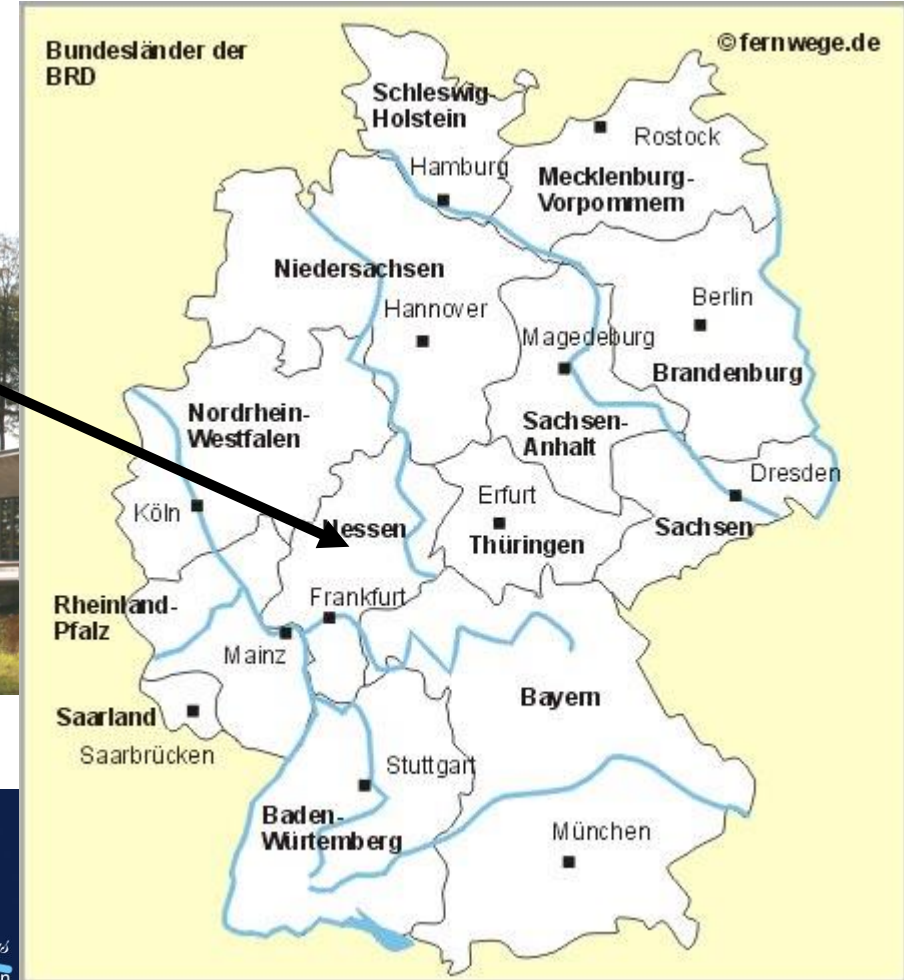 Bundesländer der
BRD
© fernwege.de
Schleswig-
Holstein
Rostock
Hamburg
Mecklenburg-
Vorpommern
Niedersachsen
Hannover
Berlin
Magedeburg
Brandenburg
Nordrhein-
Westfalen
Sachsen-
Anhalt
Dresden
Köln
Erfurt
Hessen
Sachsen
Thüringen
Frankfurt
Rheinland-
Pfalz
Mainz
Bayern
Saarland
Saarbrücken
Stuttgart
Baden-
Würtemberg
München